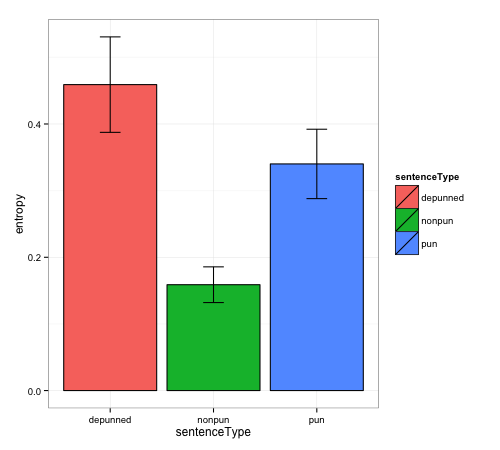 entropy
0.4
0.2
0.0
depunned
nonpun
pun
sentenceType
sentenceType
depunned
nonpun
pun